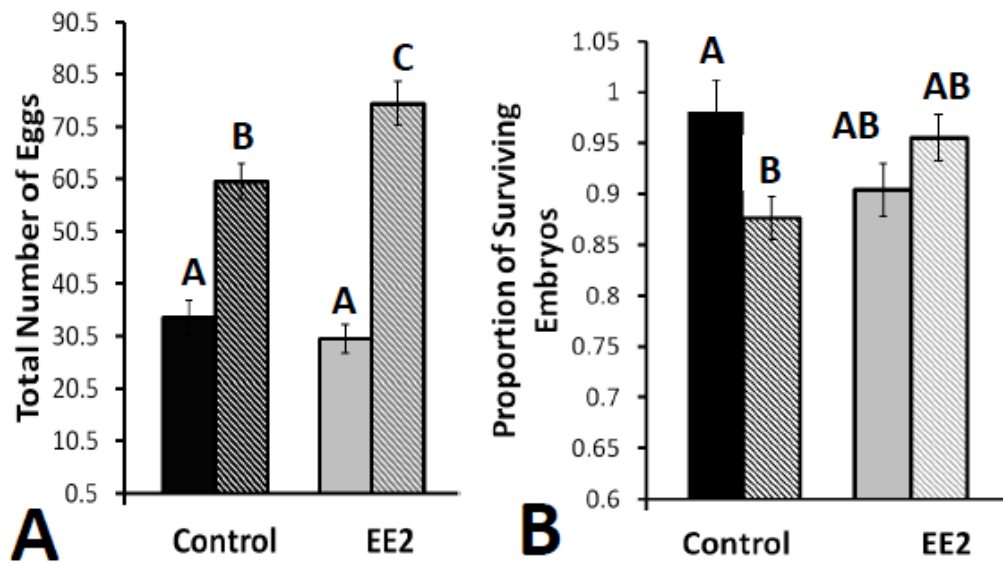 Total Number of Eggs
90.5
80.5
70.5
60.5
50.5
40.5
30.5
20.5
10.5
0.5
A
B
A
C
Control
EE2
A
Proportion of Surviving
Embryos
1.05
1
0.95
0.9
0.85
0.8
0.75
0.7
0.65
0.6
A
B
AB
AB
Control
EE2
B